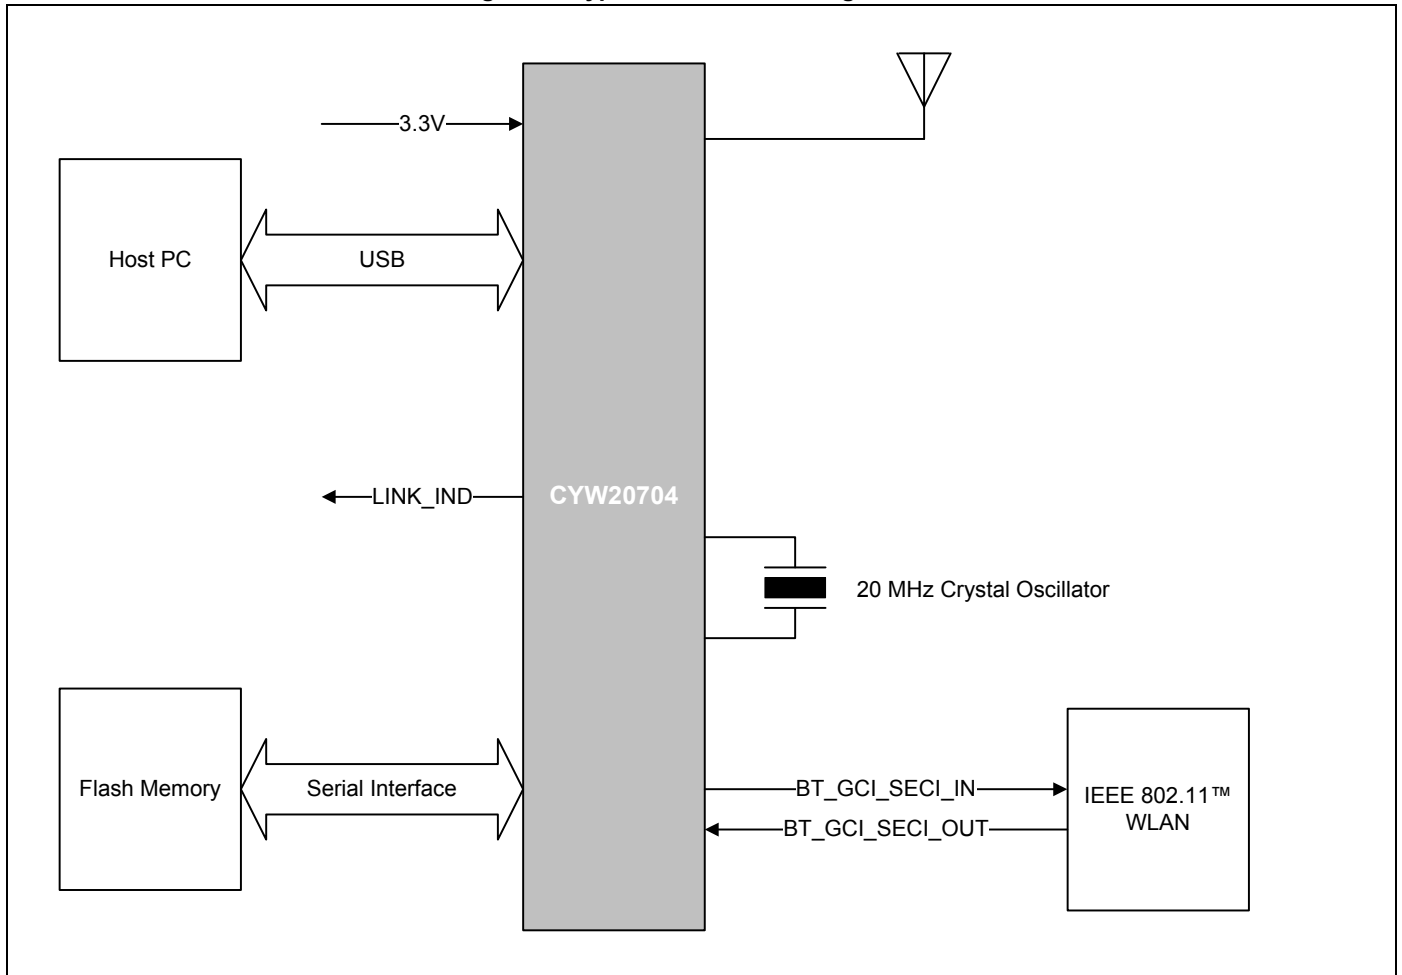 3.3V
Host PC
USB
LINK_IND
CYW20704
20 MHz Crystal Oscillator
Flash Memory
Serial Interface
BT_GCI_SECI_IN
BT_GCI_SECI_OUT
IEEE 802.11™
WLAN